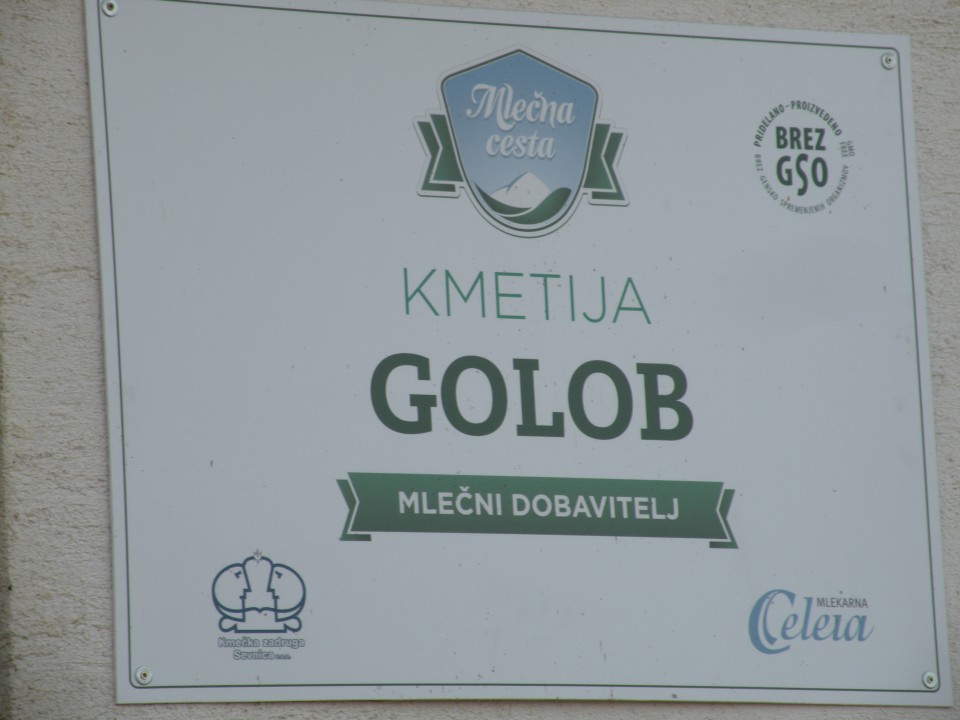 Mlečna
cesta
PRIDELANO - PROIZVEDENO
BREZ
GSO
BREZ GENSKO SPREMENJENIH ORGANIZMOV
KMETIJA
GOLOB
MLEČNI DOBAVITELJ
Kmečka zadruga
Sevnica z.o.o.
MLEKARNA
Celeia